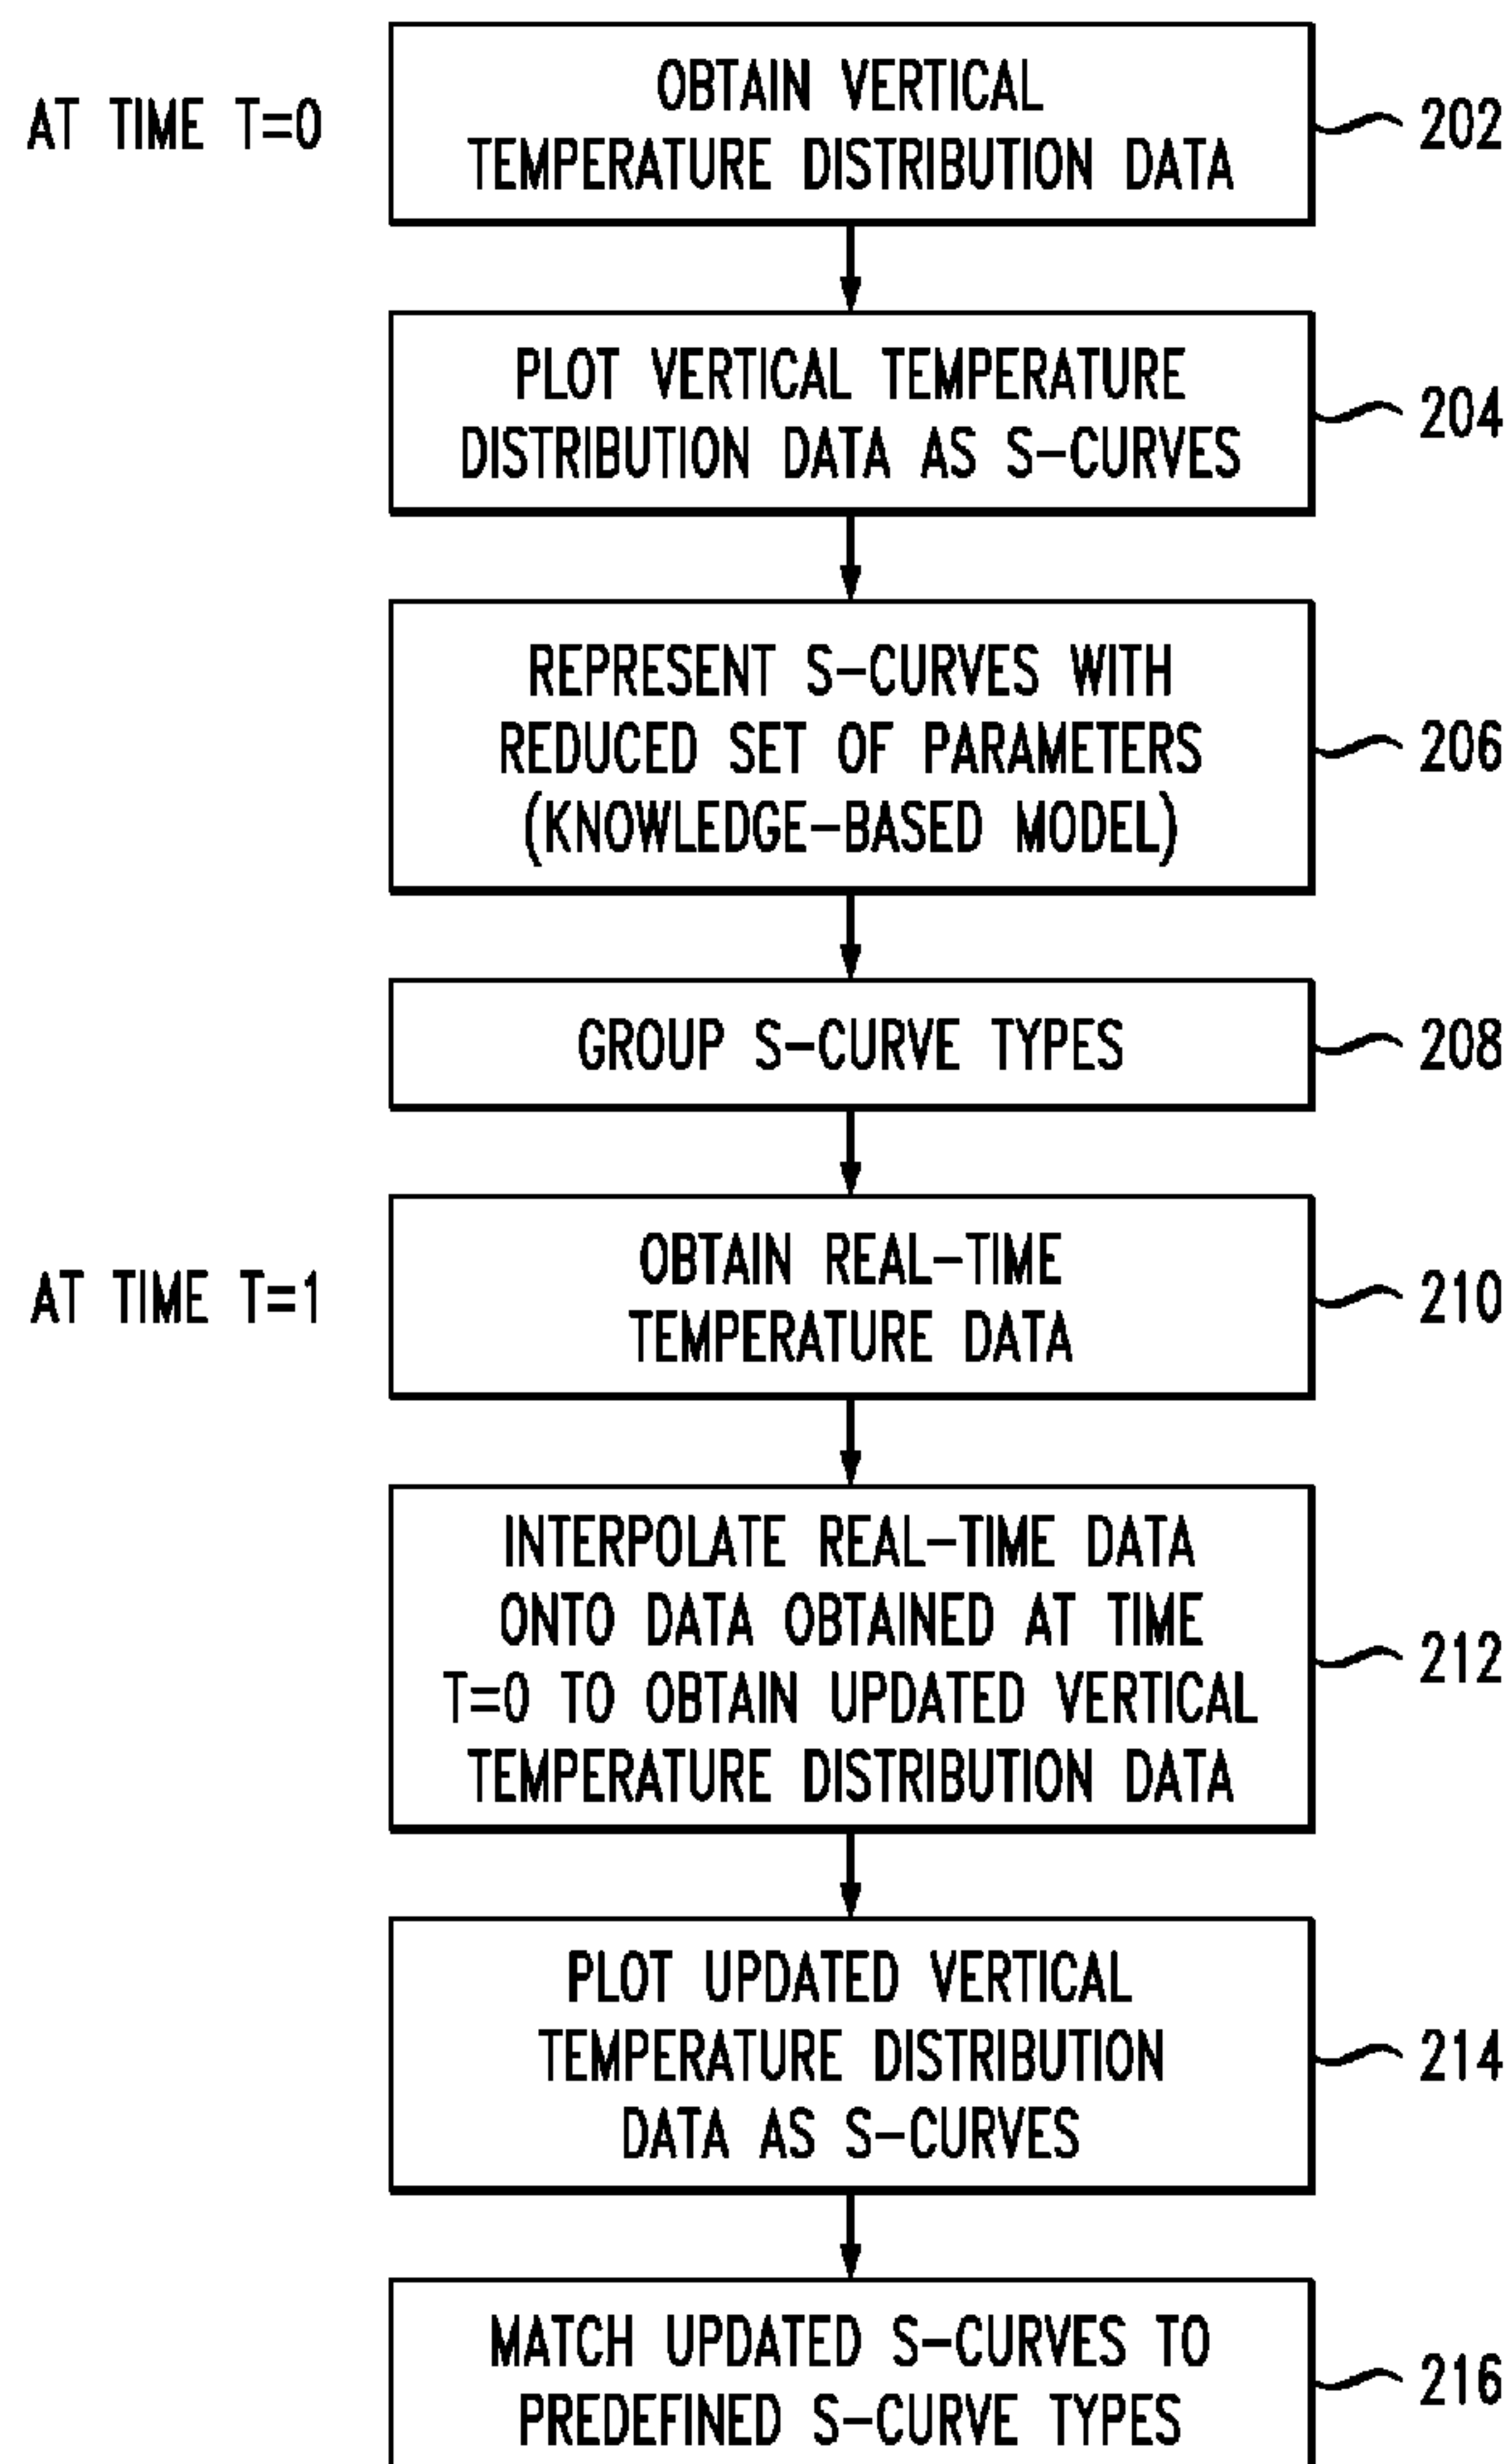 AT TIME T=0
OBTAIN VERTICAL
TEMPERATURE DISTRIBUTION DATA
202
PLOT VERTICAL TEMPERATURE
DISTRIBUTION DATA AS S-CURVES
204
REPRESENT S-CURVES WITH
REDUCED SET OF PARAMETERS
(KNOWLEDGE-BASED MODEL)
206
GROUP S-CURVE TYPES
208
AT TIME T=1
OBTAIN REAL-TIME
TEMPERATURE DATA
210
INTERPOLATE REAL-TIME DATA
ONTO DATA OBTAINED AT TIME
T=0 TO OBTAIN UPDATED VERTICAL
TEMPERATURE DISTRIBUTION DATA
212
PLOT UPDATED VERTICAL
TEMPERATURE DISTRIBUTION
DATA AS S-CURVES
214
MATCH UPDATED S-CURVES TO
PREDEFINED S-CURVE TYPES
216